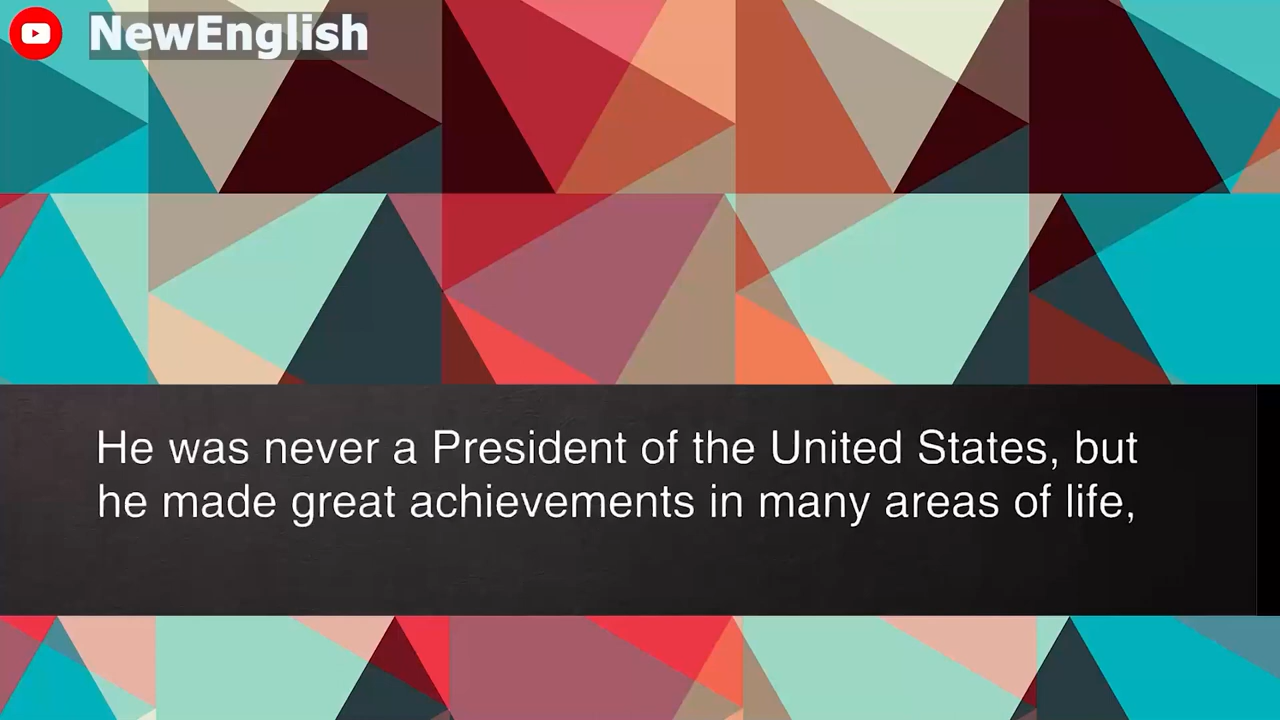 NewEnglish
He was never a President of the United States, but
he made great achievements in many areas of life,